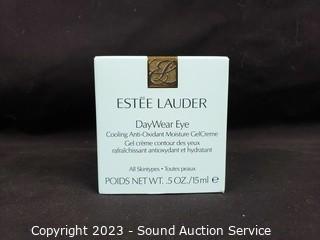 ESTĒE LAUDER
DayWear Eye
Cooling Anti-Oxidant Moisture GelCreme
Gel crème contour des yeux
rafraîchissant antioxydant et hydratant
All Skintypes • Toutes peaux
POIDS NET WT. .5 OZ./15ml ℮
Copyright 2023 - Sound Auction Service